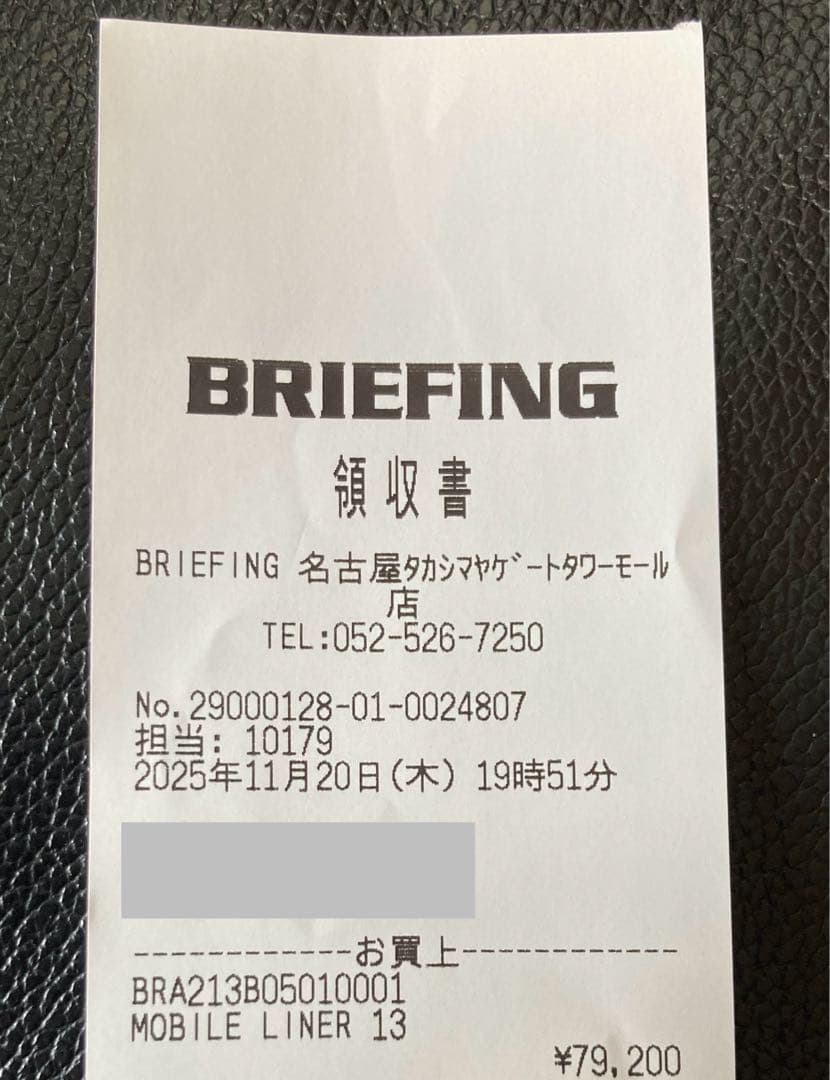 BRIEFING
領収書
BRIEFING 名古屋ﾀｶｼﾏﾔｹﾞｰﾄﾀﾜｰﾓｰﾙ
店
TEL:052-526-7250
No.29000128-01-0024807
担当: 10179
2025年11月20日(木) 19時51分
------------お買上------------
BRA213B05010001
MOBILE LINER 13
¥79,200